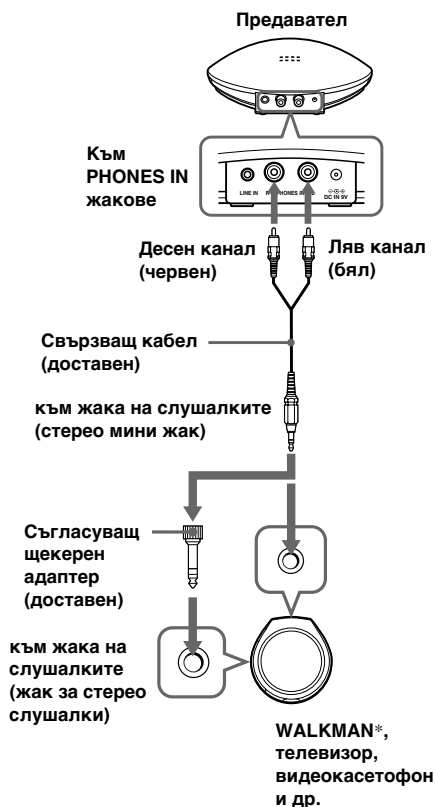 Предавател
Към
PHONES IN
жакове
LINE IN
PHONES IN
DC IN 9V
Десен канал
(червен)
Ляв канал
(бял)
Свързващ кабел
(доставен)
към жака на слушалките
(стерео мини жак)
Съгласуващ
щекерен
адаптер
(доставен)
към жака на
слушалките
(жак за стерео
слушалки)
WALKMAN*,
телевизор,
видеокасетофон
и др.